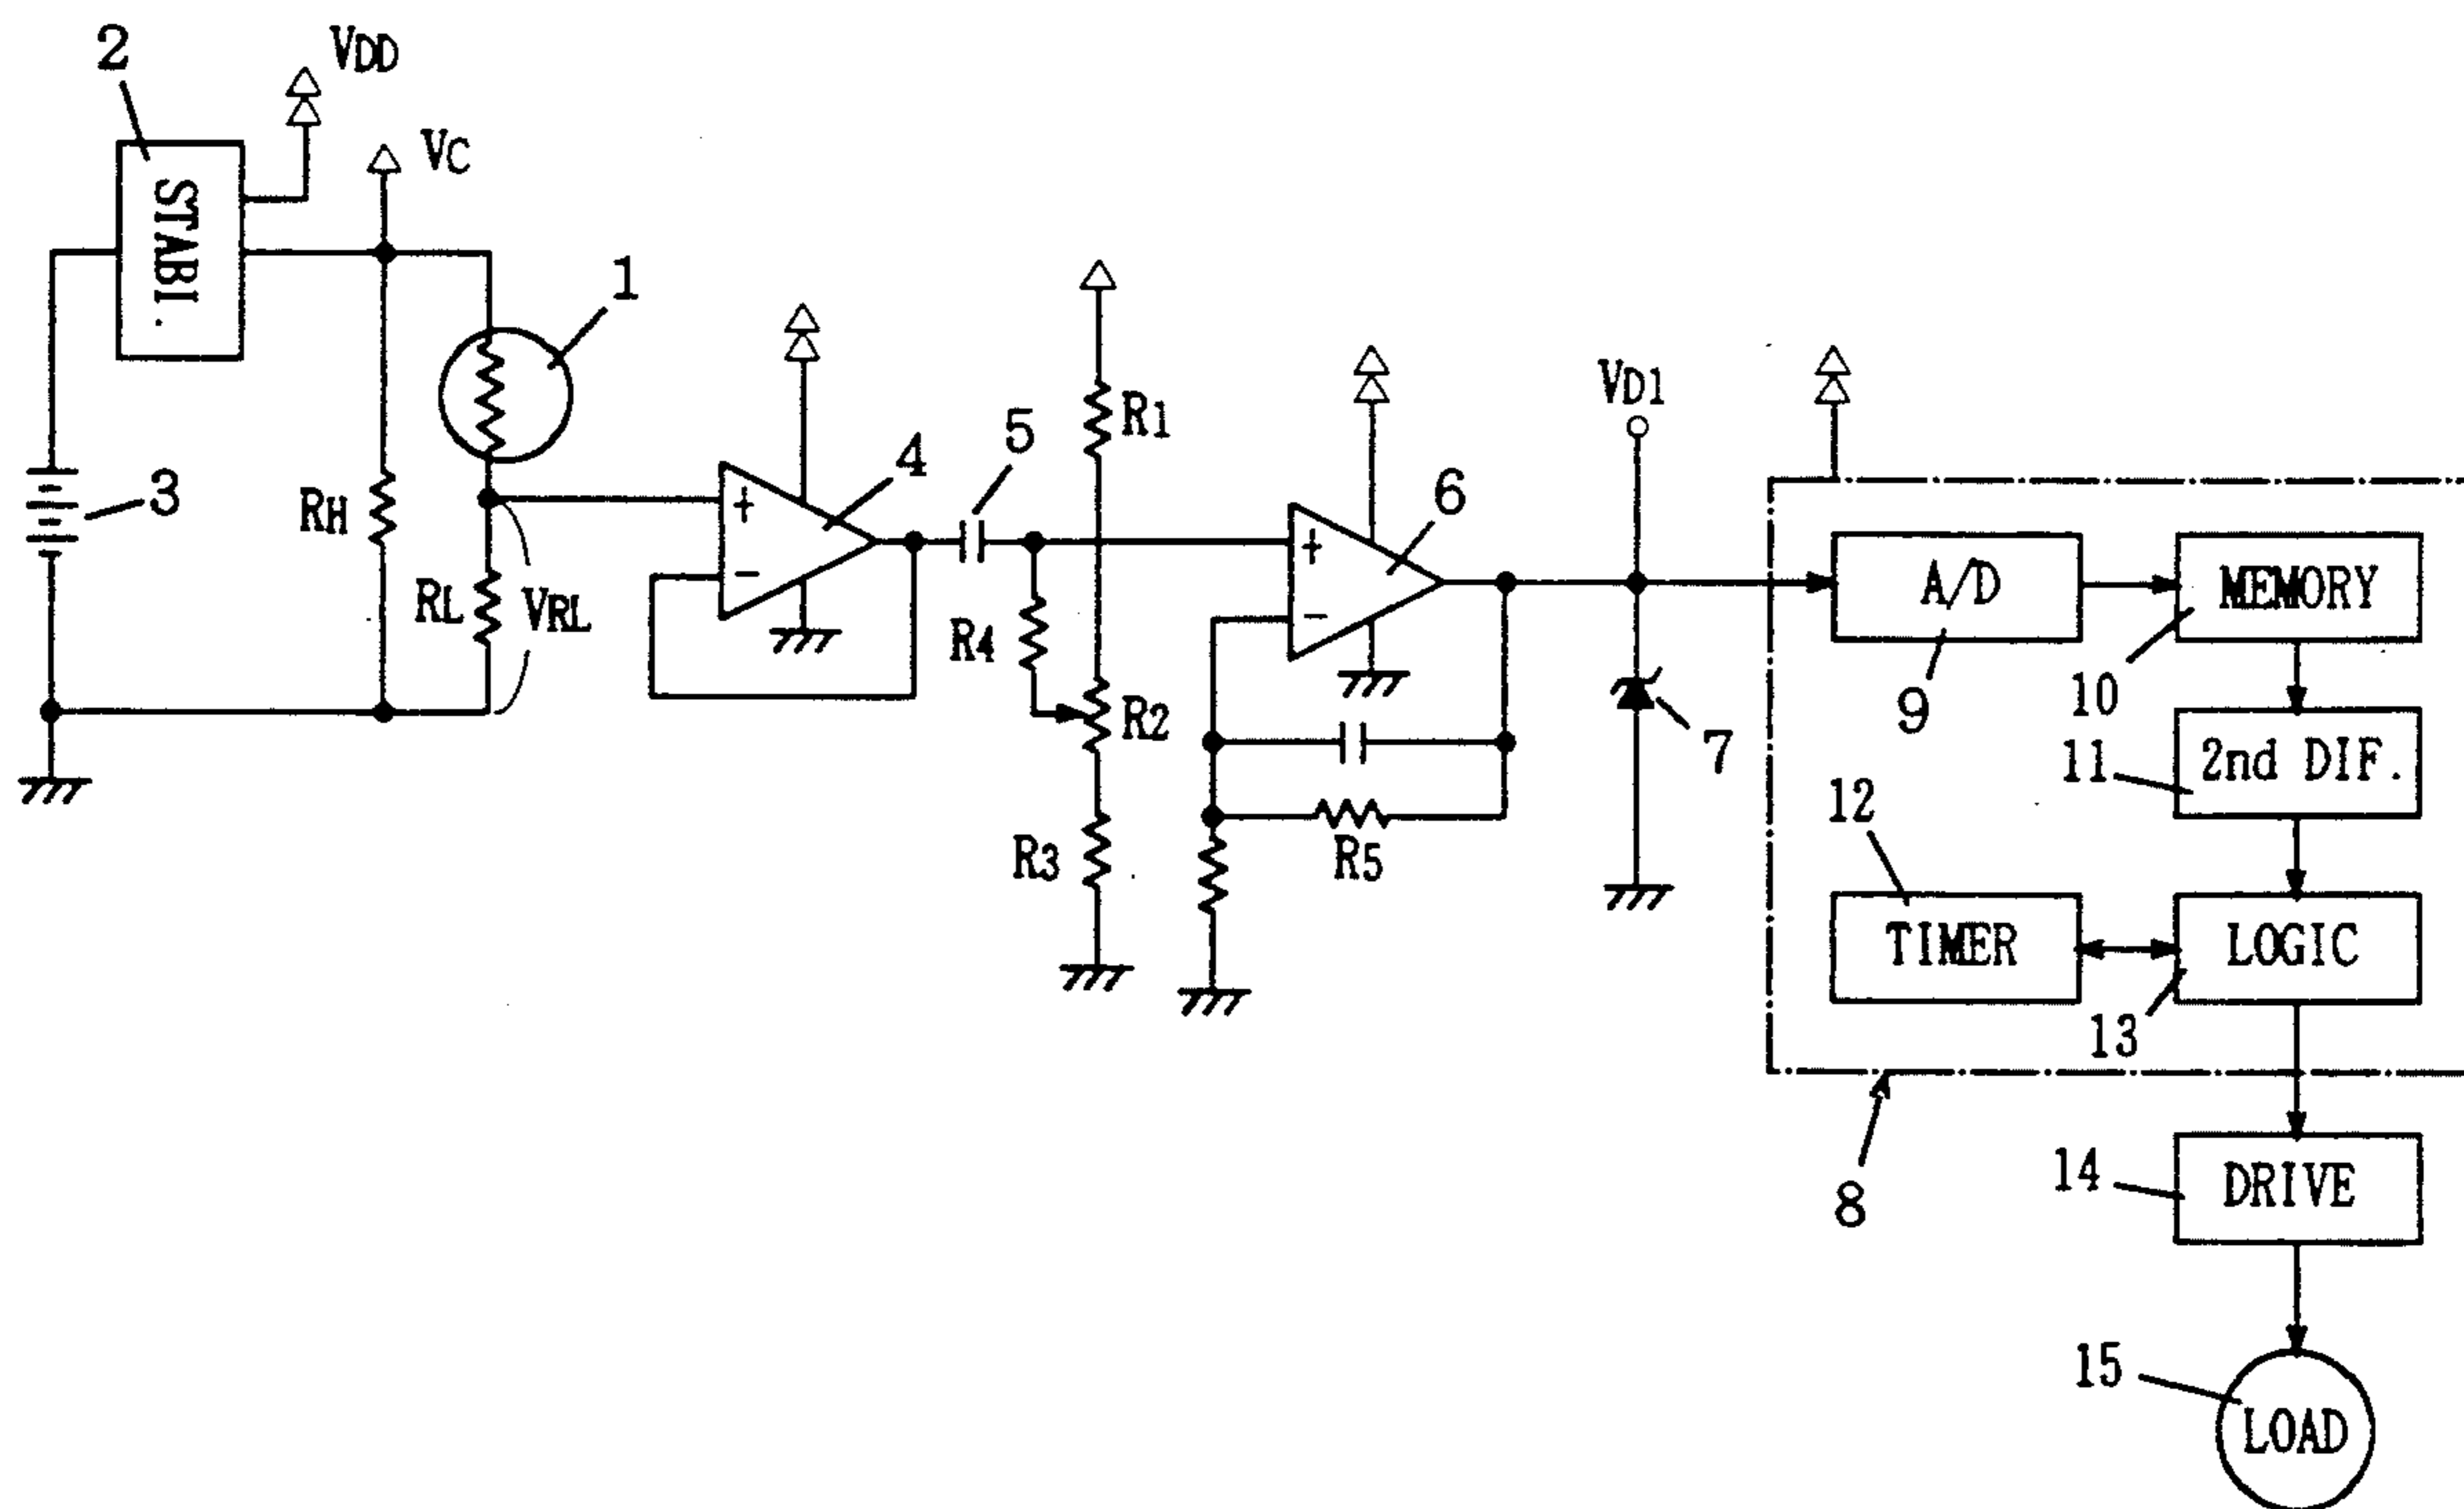 2
VDD
VC
STABI.
1
3
RH
RL
VRL
4
+
−
5
R1
R4
R2
R3
6
+
−
R5
VD1
7
A/D
9
MEMORY
10
2nd DIF.
11
12
TIMER
LOGIC
13
8
14
DRIVE
15
LOAD